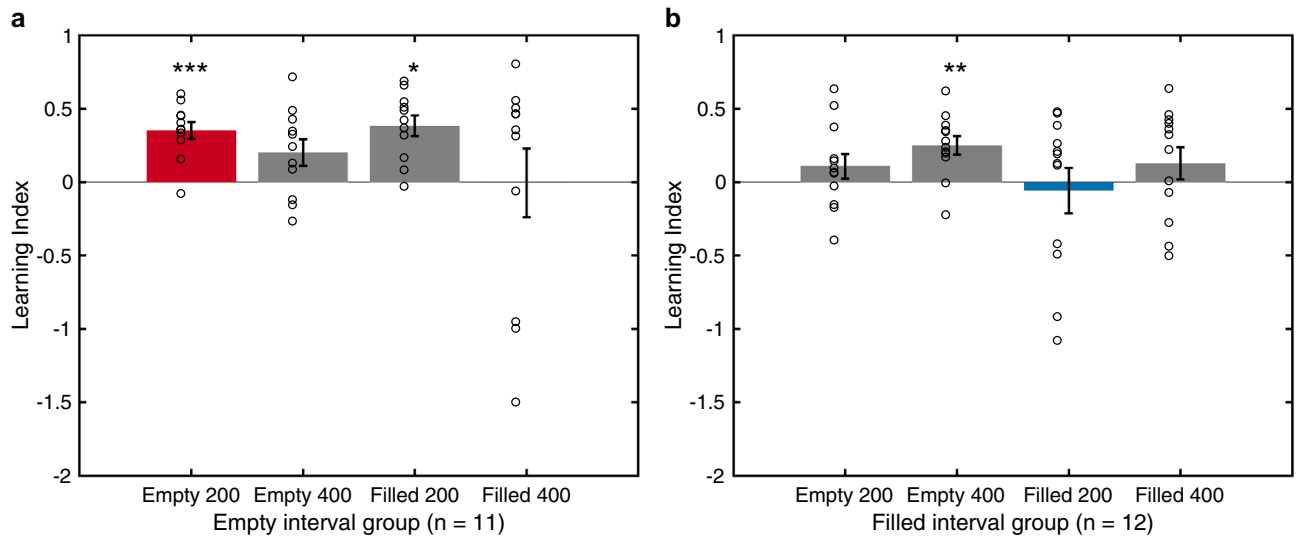 a
1
0.5
0
-0.5
-1
-1.5
-2
Learning Index
***
*
Empty 200 Empty 400 Filled 200 Filled 400
Empty interval group (n = 11)
b
1
0.5
0
-0.5
-1
-1.5
-2
Learning Index
**
Empty 200 Empty 400 Filled 200 Filled 400
Filled interval group (n = 12)